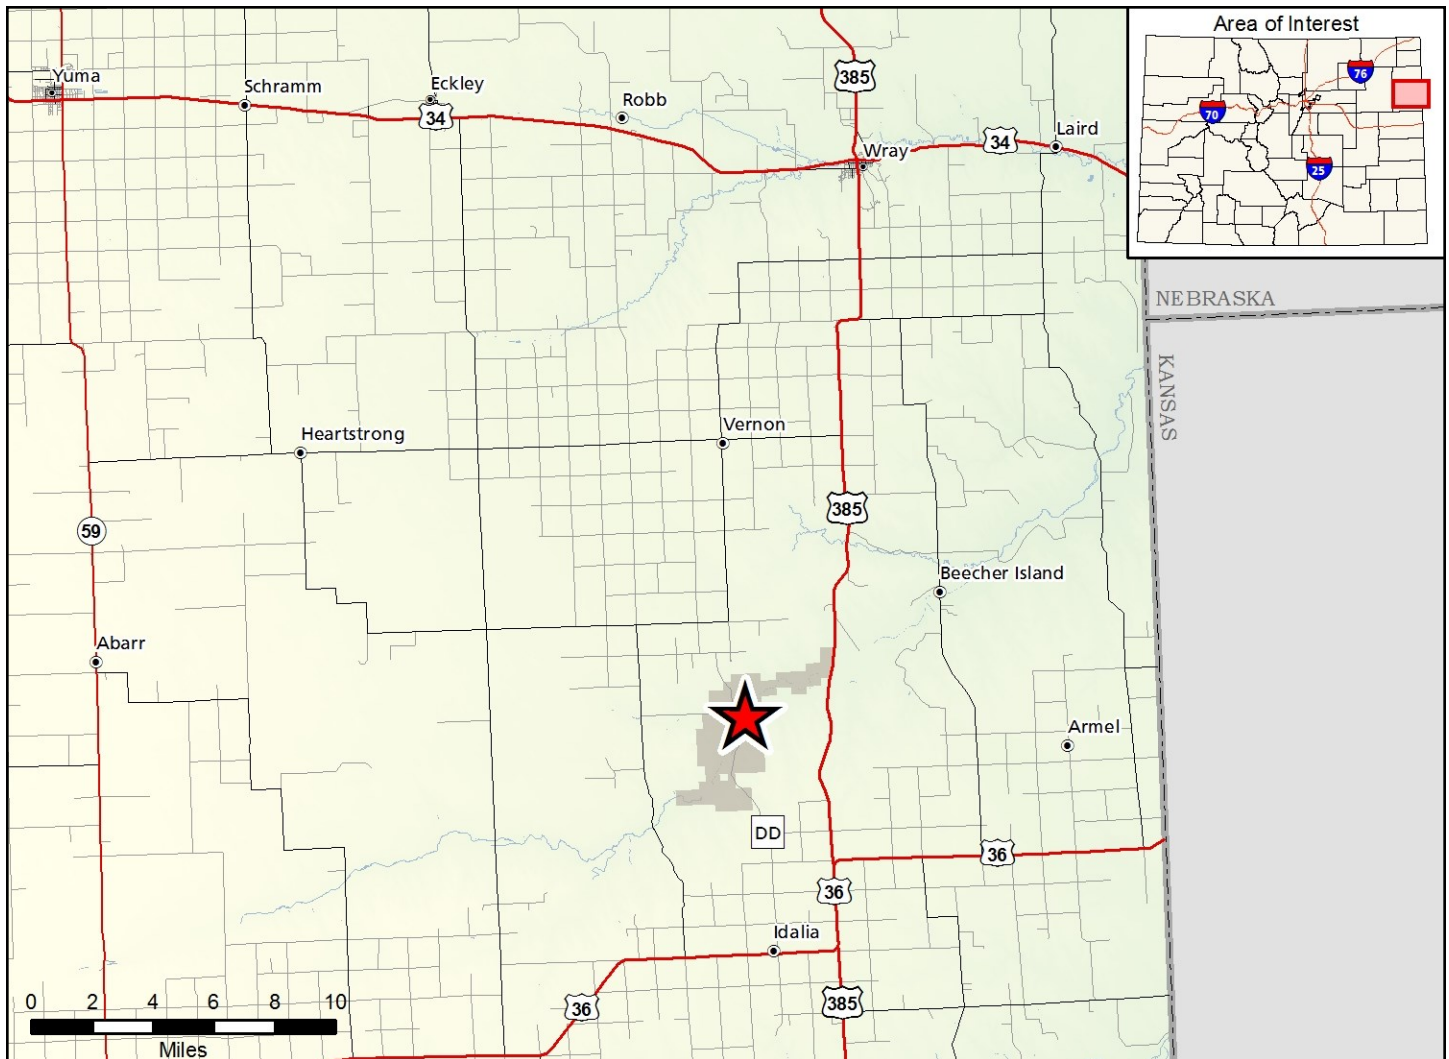 Area of Interest
76
70
25
Yuma
Schramm
Eckley
34
Robb
385
Wray
34
Laird
NEBRASKA
KANSAS
Heartstrong
Vernon
59
385
Beecher Island
Abarr
Armel
DD
36
36
Idalia
36
385
0 2 4 6 8 10
Miles